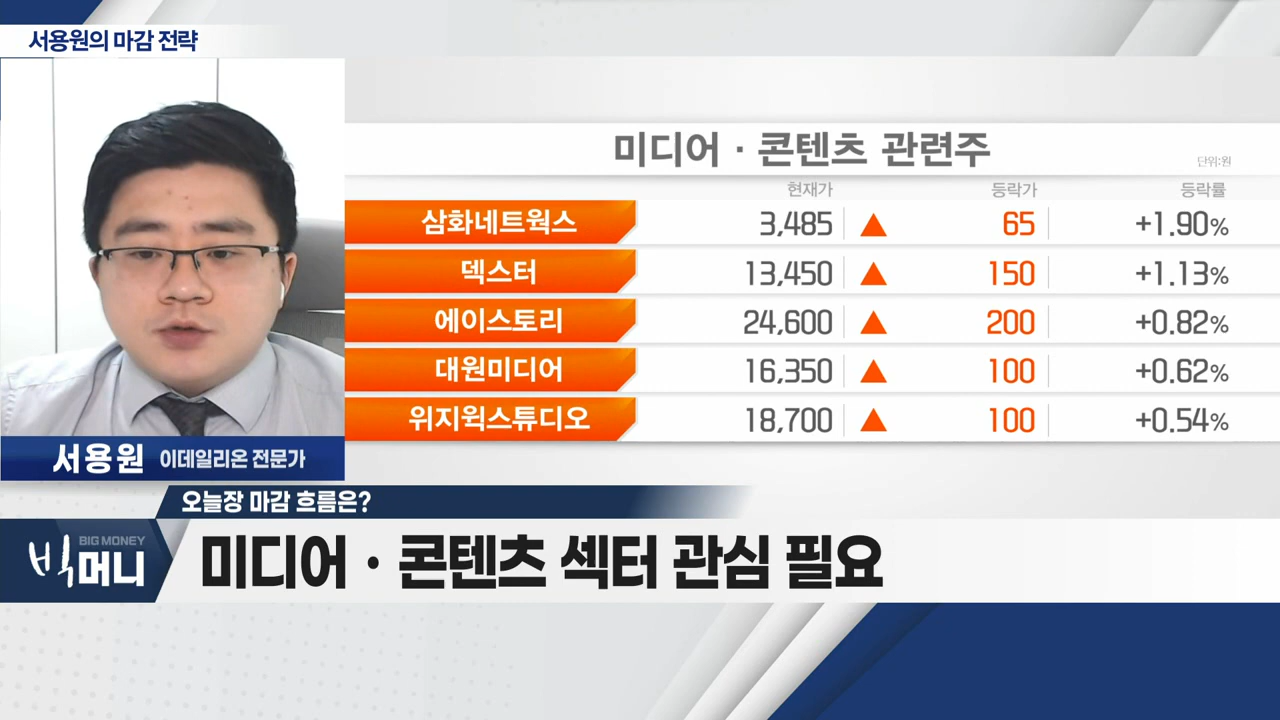 서용원의 마감 전략
미디어 · 콘텐츠 관련주
단위:원
현재가 등락가 등락률
삼화네트웍스 3,485 ▲ 65 +1.90%
덱스터 13,450 ▲ 150 +1.13%
에이스토리 24,600 ▲ 200 +0.82%
대원미디어 16,350 ▲ 100 +0.62%
위지윅스튜디오 18,700 ▲ 100 +0.54%
서용원 이데일리온 전문가
오늘장 마감 흐름은?
BIG MONEY
빅머니
미디어 · 콘텐츠 섹터 관심 필요